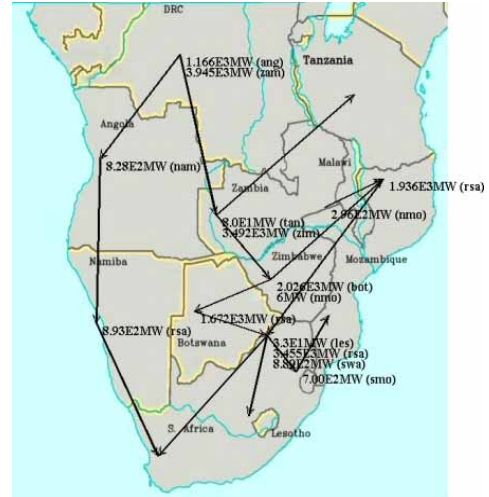 DRC
1.166E3MW (ang)
3.945E3MW (zam)
Tanzania
Angola
8.28E2MW (nam)
Malawi
Zambia
1.936E3MW (rsa)
2.96E2MW (nmo)
8.0E1MW (tan)
3.492E3MW (zim)
Zimbabwe
Namiba
Mozambique
2.026E3MW (bot)
6MW (nmo)
8.93E2MW (rsa)
1.672E3MW (rsa)
Botswana
3.3E1MW (les)
3.455E3MW (rsa)
8.89E2MW (swa)
7.00E2MW (smo)
S. Africa
Lesotho